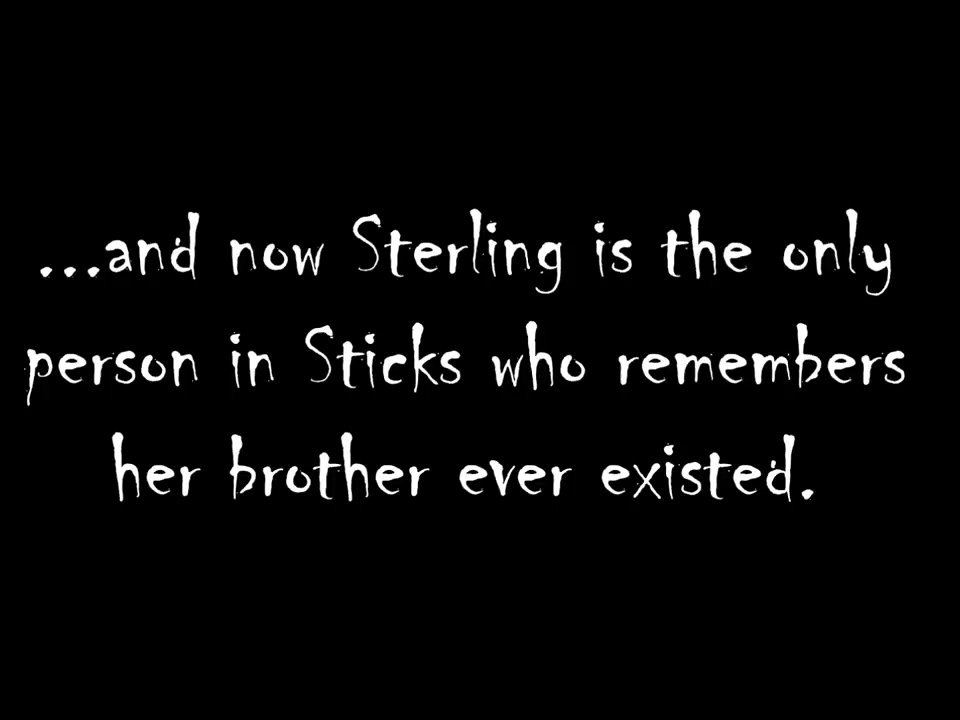 ...and now Sterling is the only
person in Sticks who remembers
her brother ever existed.